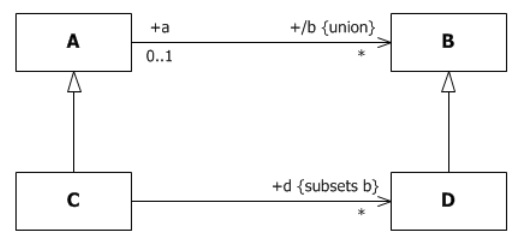 +a
+/b {union}
A
B
0..1
*
+d {subsets b}
C
D
*